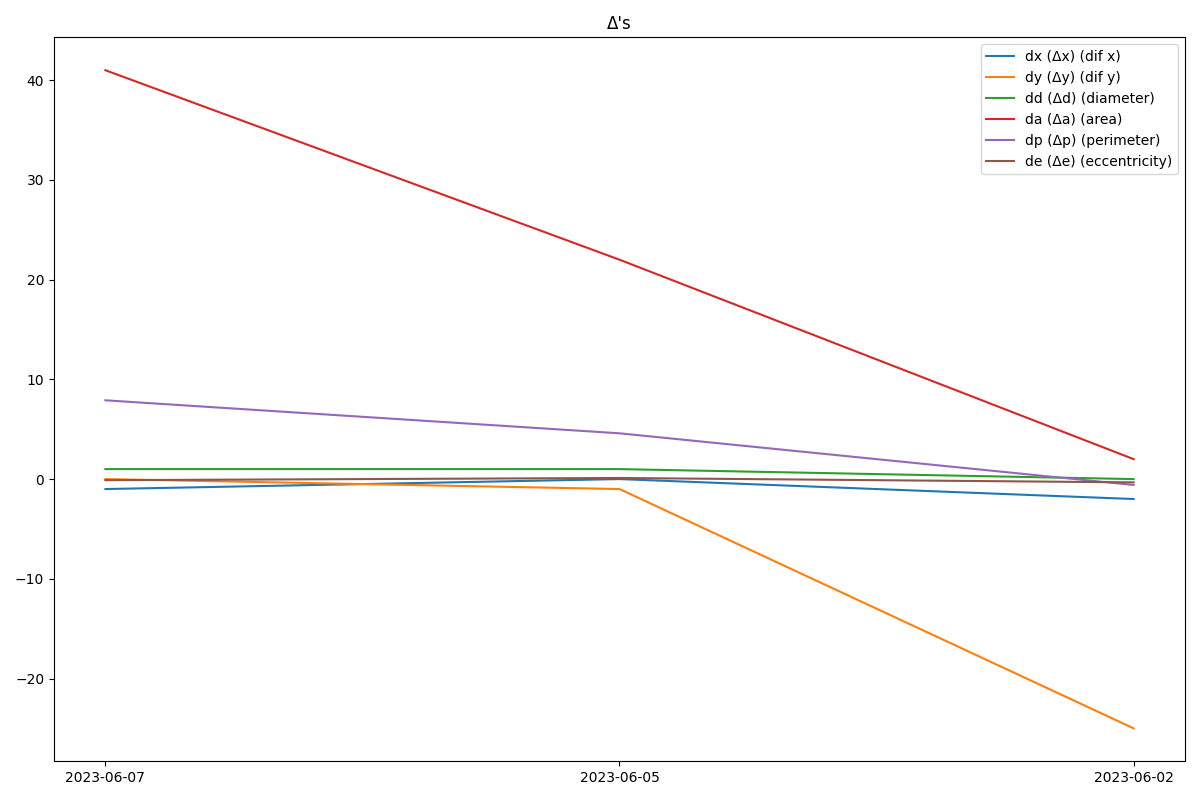 Δ's
dx (Δx) (dif x)
dy (Δy) (dif y)
dd (Δd) (diameter)
da (Δa) (area)
dp (Δp) (perimeter)
de (Δe) (eccentricity)
40
30
20
10
0
−10
−20
2023-06-07 2023-06-05 2023-06-02